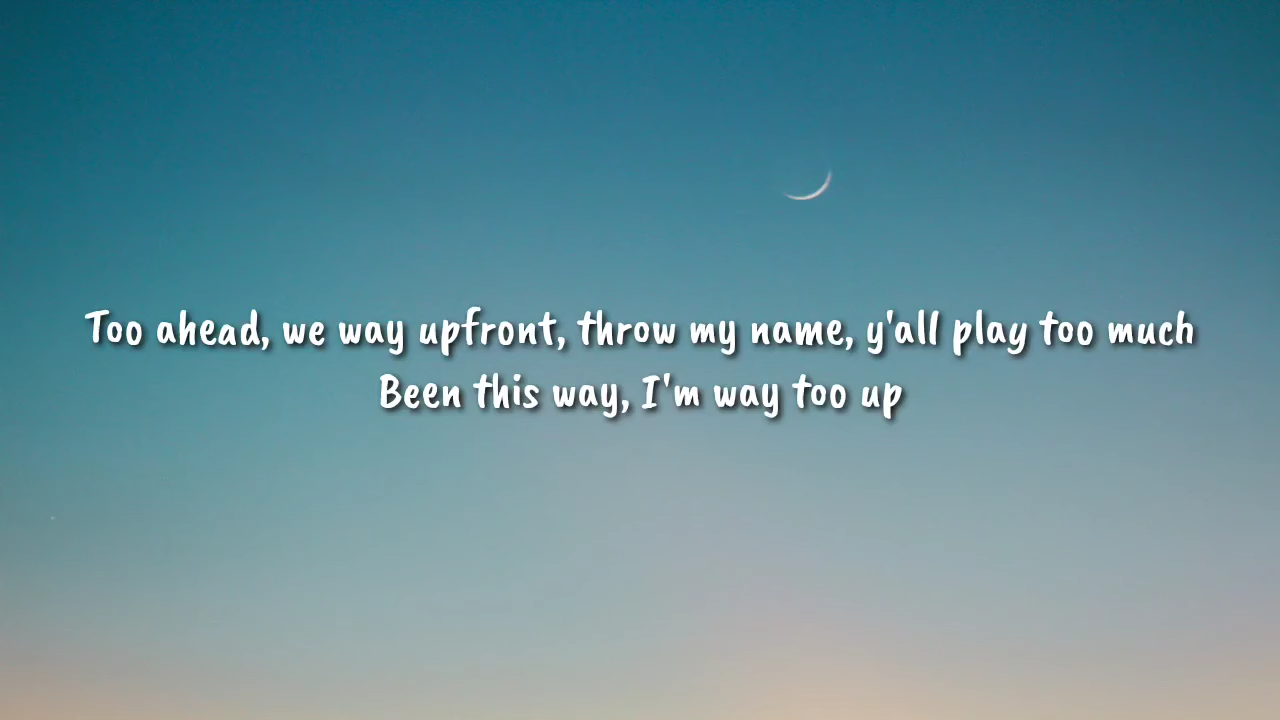 Too ahead, we way upfront, throw my name, y'all play too much
Been this way, I'm way too up